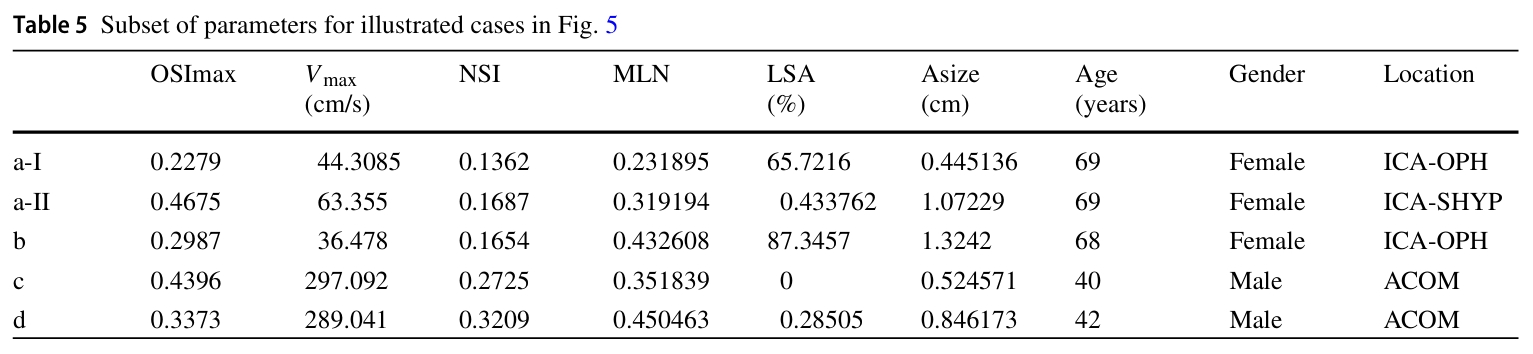 Table 5 Subset of parameters for illustrated cases in Fig. 5
OSImax Vmax (cm/s) NSI MLN LSA (%) Asize (cm) Age (years) Gender Location
a-I 0.2279 44.3085 0.1362 0.231895 65.7216 0.445136 69 Female ICA-OPH
a-II 0.4675 63.355 0.1687 0.319194 0.433762 1.07229 69 Female ICA-SHYP
b 0.2987 36.478 0.1654 0.432608 87.3457 1.3242 68 Female ICA-OPH
c 0.4396 297.092 0.2725 0.351839 0 0.524571 40 Male ACOM
d 0.3373 289.041 0.3209 0.450463 0.28505 0.846173 42 Male ACOM